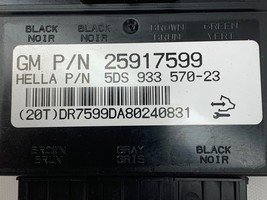 BLACK BLACK BROWN GREEN
NOIR NOIR BRUN VERT
GM P/N 25917599
HELLA P/N 5DS 933 570-23
(20T)DR7599DA80240831
BROWN GRAY BLACK
BRUN GRIS NOIR